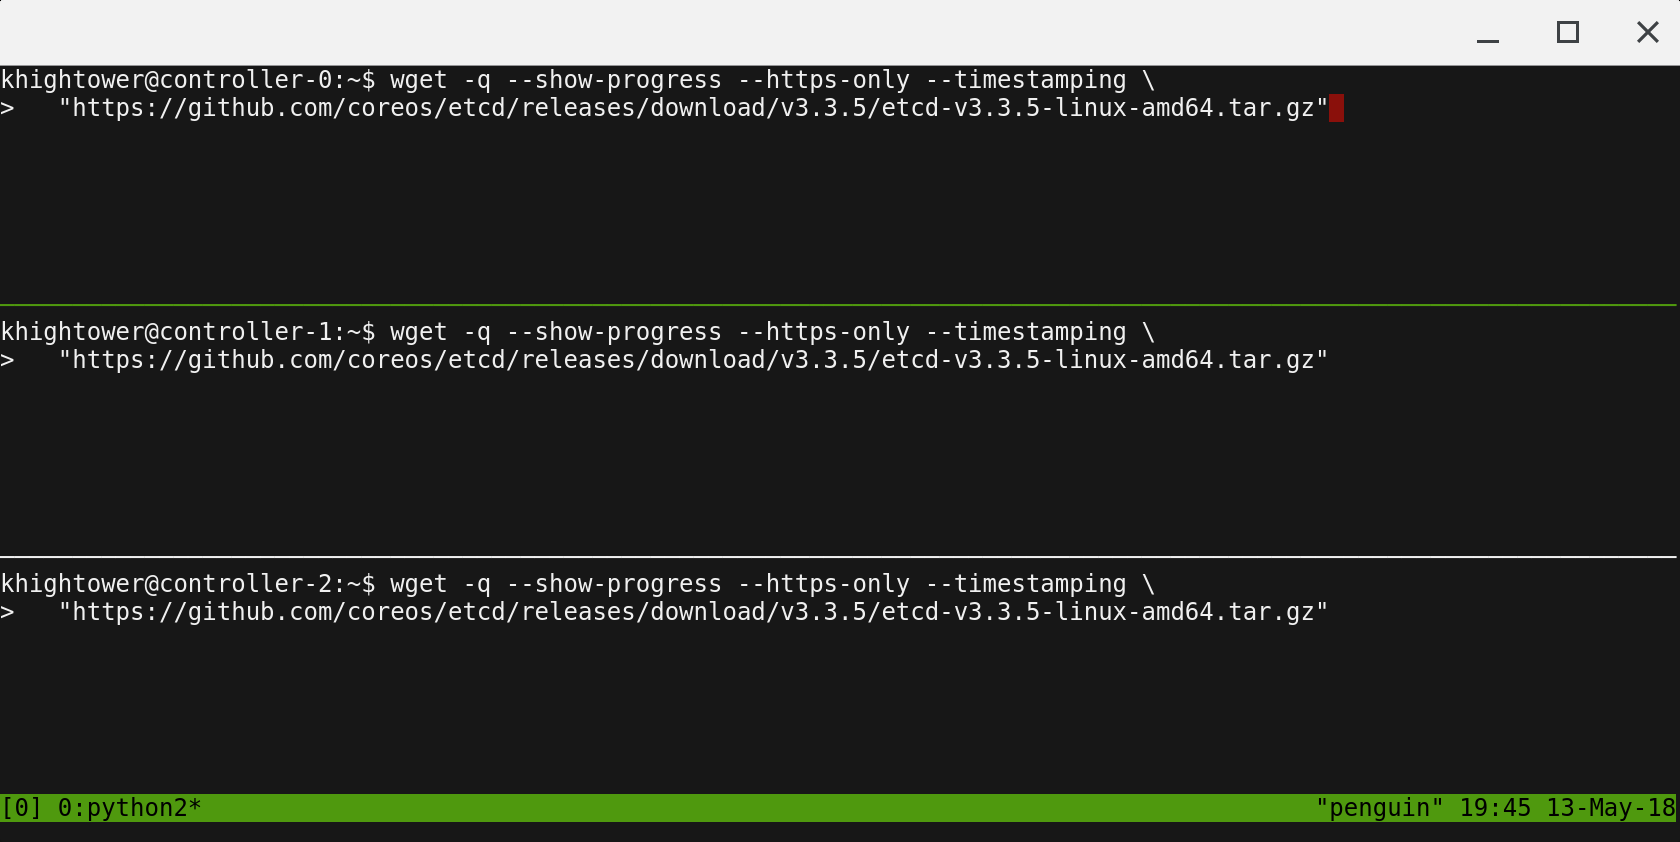 khightower@controller-0:~$ wget -q --show-progress --https-only --timestamping \
>   "https://github.com/coreos/etcd/releases/download/v3.3.5/etcd-v3.3.5-linux-amd64.tar.gz"
khightower@controller-1:~$ wget -q --show-progress --https-only --timestamping \
>   "https://github.com/coreos/etcd/releases/download/v3.3.5/etcd-v3.3.5-linux-amd64.tar.gz"
khightower@controller-2:~$ wget -q --show-progress --https-only --timestamping \
>   "https://github.com/coreos/etcd/releases/download/v3.3.5/etcd-v3.3.5-linux-amd64.tar.gz"
[0] 0:python2* "penguin" 19:45 13-May-18